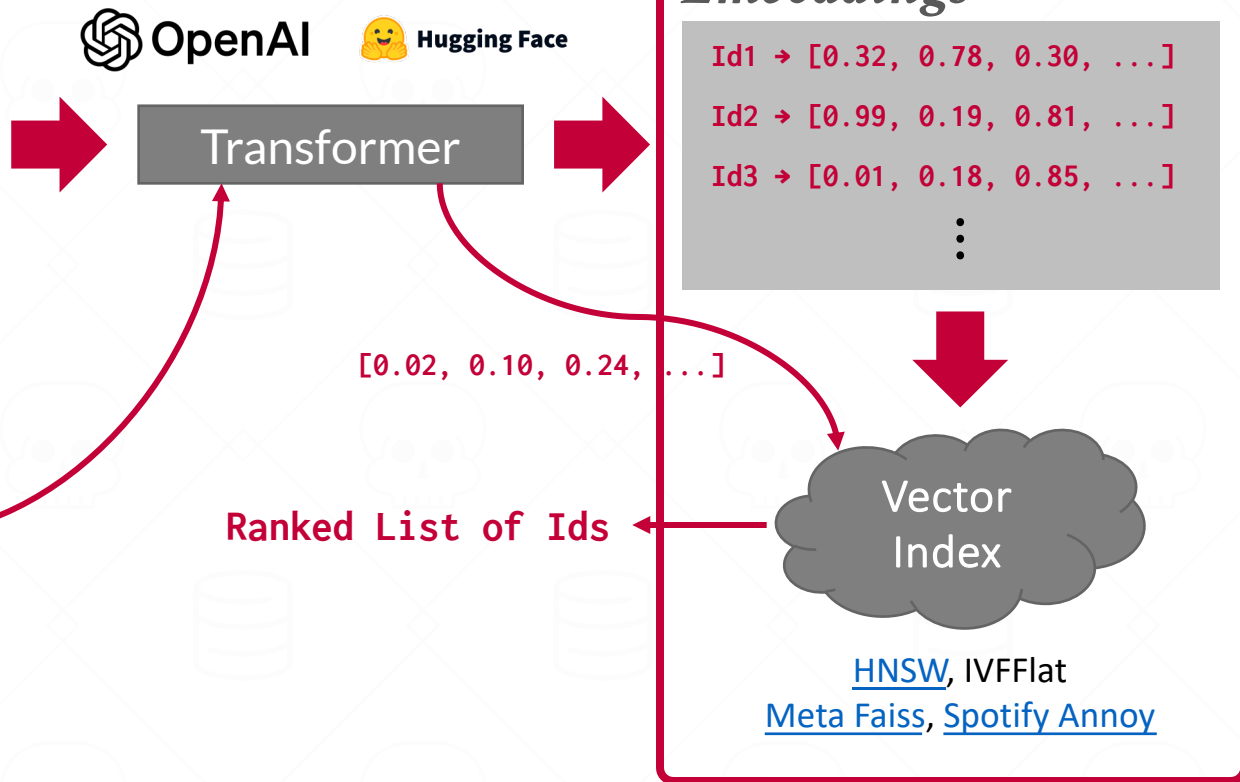 Embeddings
OpenAI
Hugging Face
Transformer
Id1 → [0.32, 0.78, 0.30, ...]
Id2 → [0.99, 0.19, 0.81, ...]
Id3 → [0.01, 0.18, 0.85, ...]
⋮
[0.02, 0.10, 0.24, ...]
Ranked List of Ids
Vector
Index
HNSW, IVFFlat
Meta Faiss, Spotify Annoy